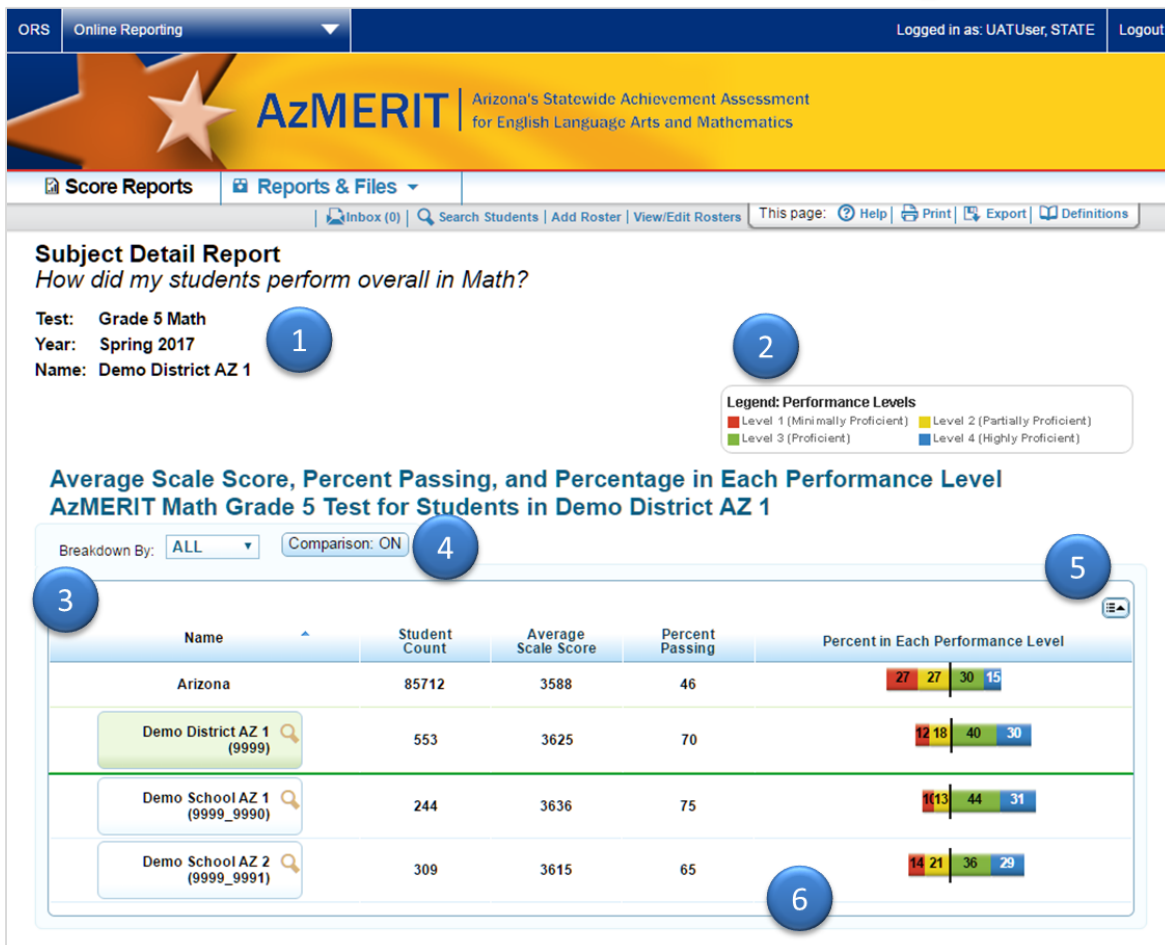 ORS Online Reporting Logged in as: UATUser, STATE Logout
AzMERIT Arizona's Statewide Achievement Assessment
for English Language Arts and Mathematics
Score Reports Reports & Files
Inbox (0) | Search Students | Add Roster | View/Edit Rosters This page: Help | Print | Export | Definitions
Subject Detail Report
How did my students perform overall in Math?
Test: Grade 5 Math
Year: Spring 2017
Name: Demo District AZ 1
1
2
Legend: Performance Levels
Level 1 (Minimally Proficient) Level 2 (Partially Proficient)
Level 3 (Proficient) Level 4 (Highly Proficient)
Average Scale Score, Percent Passing, and Percentage in Each Performance Level
AzMERIT Math Grade 5 Test for Students in Demo District AZ 1
Breakdown By: ALL Comparison: ON
4
5
3
Name Student Count Average Scale Score Percent Passing Percent in Each Performance Level
Arizona 85712 3588 46 27 27 30 15
Demo District AZ 1 (9999) 553 3625 70 12 18 40 30
Demo School AZ 1 (9999_9990) 244 3636 75 13 44 31
Demo School AZ 2 (9999_9991) 309 3615 65 14 21 36 29
6